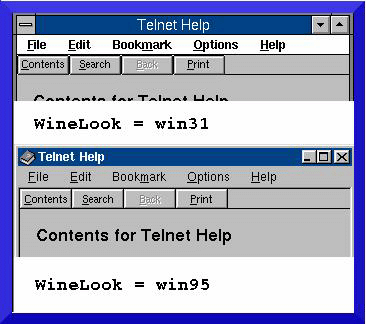 Telnet Help
File Edit Bookmark Options Help
Contents Search Back Print
Contents for Telnet Help
WineLook = win31
Telnet Help
File Edit Bookmark Options Help
Contents Search Back Print
Contents for Telnet Help
WineLook = win95